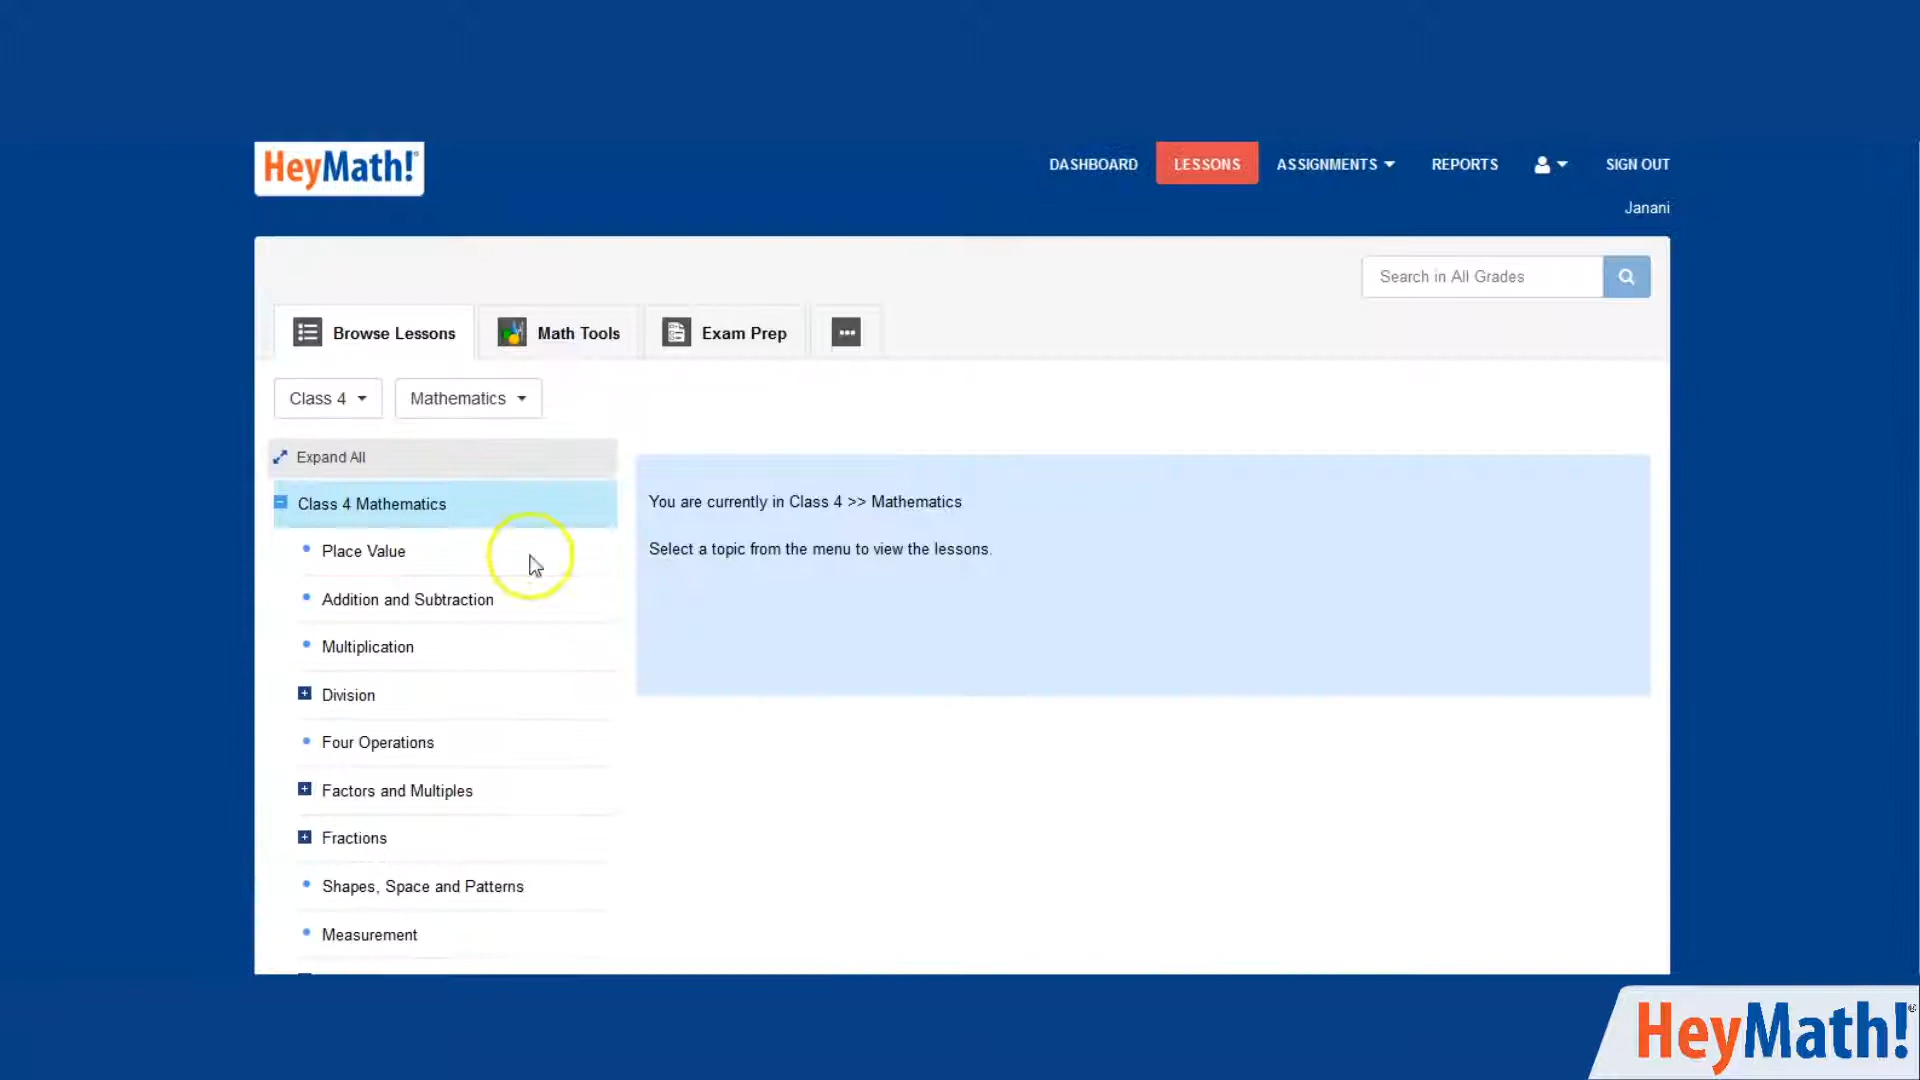 HeyMath!
DASHBOARD LESSONS ASSIGNMENTS REPORTS SIGN OUT
Janani
Search in All Grades
Browse Lessons Math Tools Exam Prep
Class 4 Mathematics
Expand All
Class 4 Mathematics
Place Value
Addition and Subtraction
Multiplication
Division
Four Operations
Factors and Multiples
Fractions
Shapes, Space and Patterns
Measurement
You are currently in Class 4 >> Mathematics
Select a topic from the menu to view the lessons.
HeyMath!®